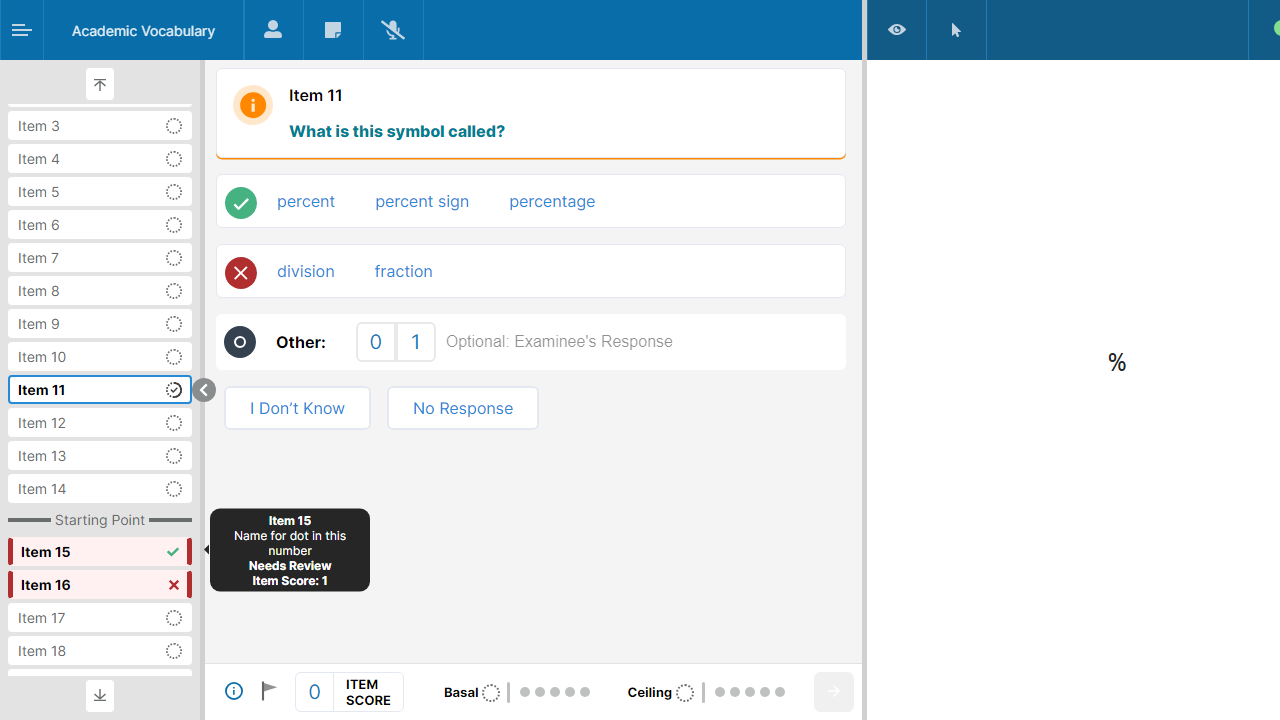 Academic Vocabulary
Item 3
Item 4
Item 5
Item 6
Item 7
Item 8
Item 9
Item 10
Item 11
Item 12
Item 13
Item 14
Starting Point
Item 15
Item 16
Item 17
Item 18
Item 11
What is this symbol called?
percent percent sign percentage
division fraction
Other: 0 1 Optional: Examinee's Response
I Don’t Know No Response
Item 15
Name for dot in this
number
Needs Review
Item Score: 1
0 ITEM
SCORE
Basal Ceiling
%